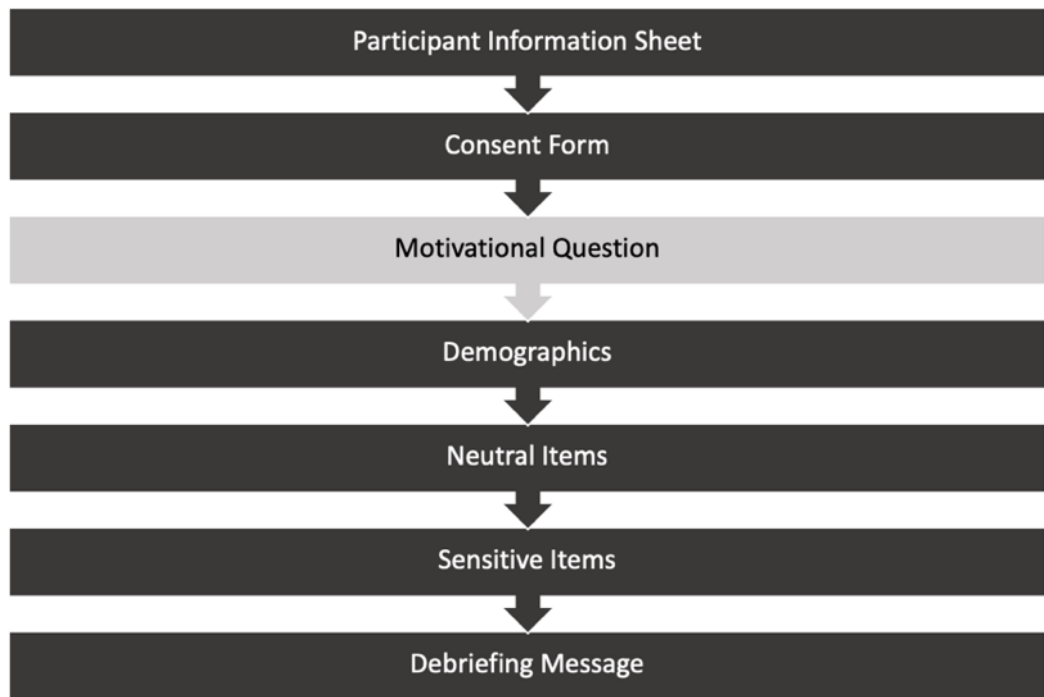 Participant Information Sheet
Consent Form
Motivational Question
Demographics
Neutral Items
Sensitive Items
Debriefing Message